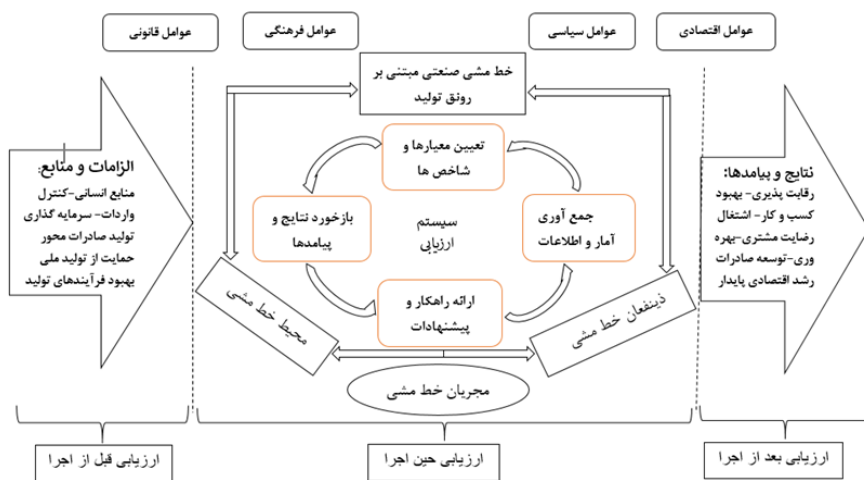 عوامل اقتصادی
عوامل سیاسی
عوامل فرهنگی
عوامل قانونی
خط مشی صنعتی مبتنی بر
رونق تولید
الزامات و منابع:
منابع انسانی-کنترل
واردات- سرمایه گذاری
تولید صادرات محور
حمایت از تولید ملی
بهبود فرآیندهای تولید
تعیین معیارها و
شاخص ها
جمع آوری
آمار و اطلاعات
سیستم
ارزیابی
بازخورد نتایج و
پیامدها
ارائه راهکار و
پیشنهادات
نتایج و پیامدها:
رقابت پذیری- بهبود
کسب و کار- اشتغال
رضایت مشتری-بهره
وری-توسعه صادرات
رشد اقتصادی پایدار
ذینفعان خط مشی
محیط خط مشی
مجریان خط مشی
ارزیابی بعد از اجرا
ارزیابی حین اجرا
ارزیابی قبل از اجرا